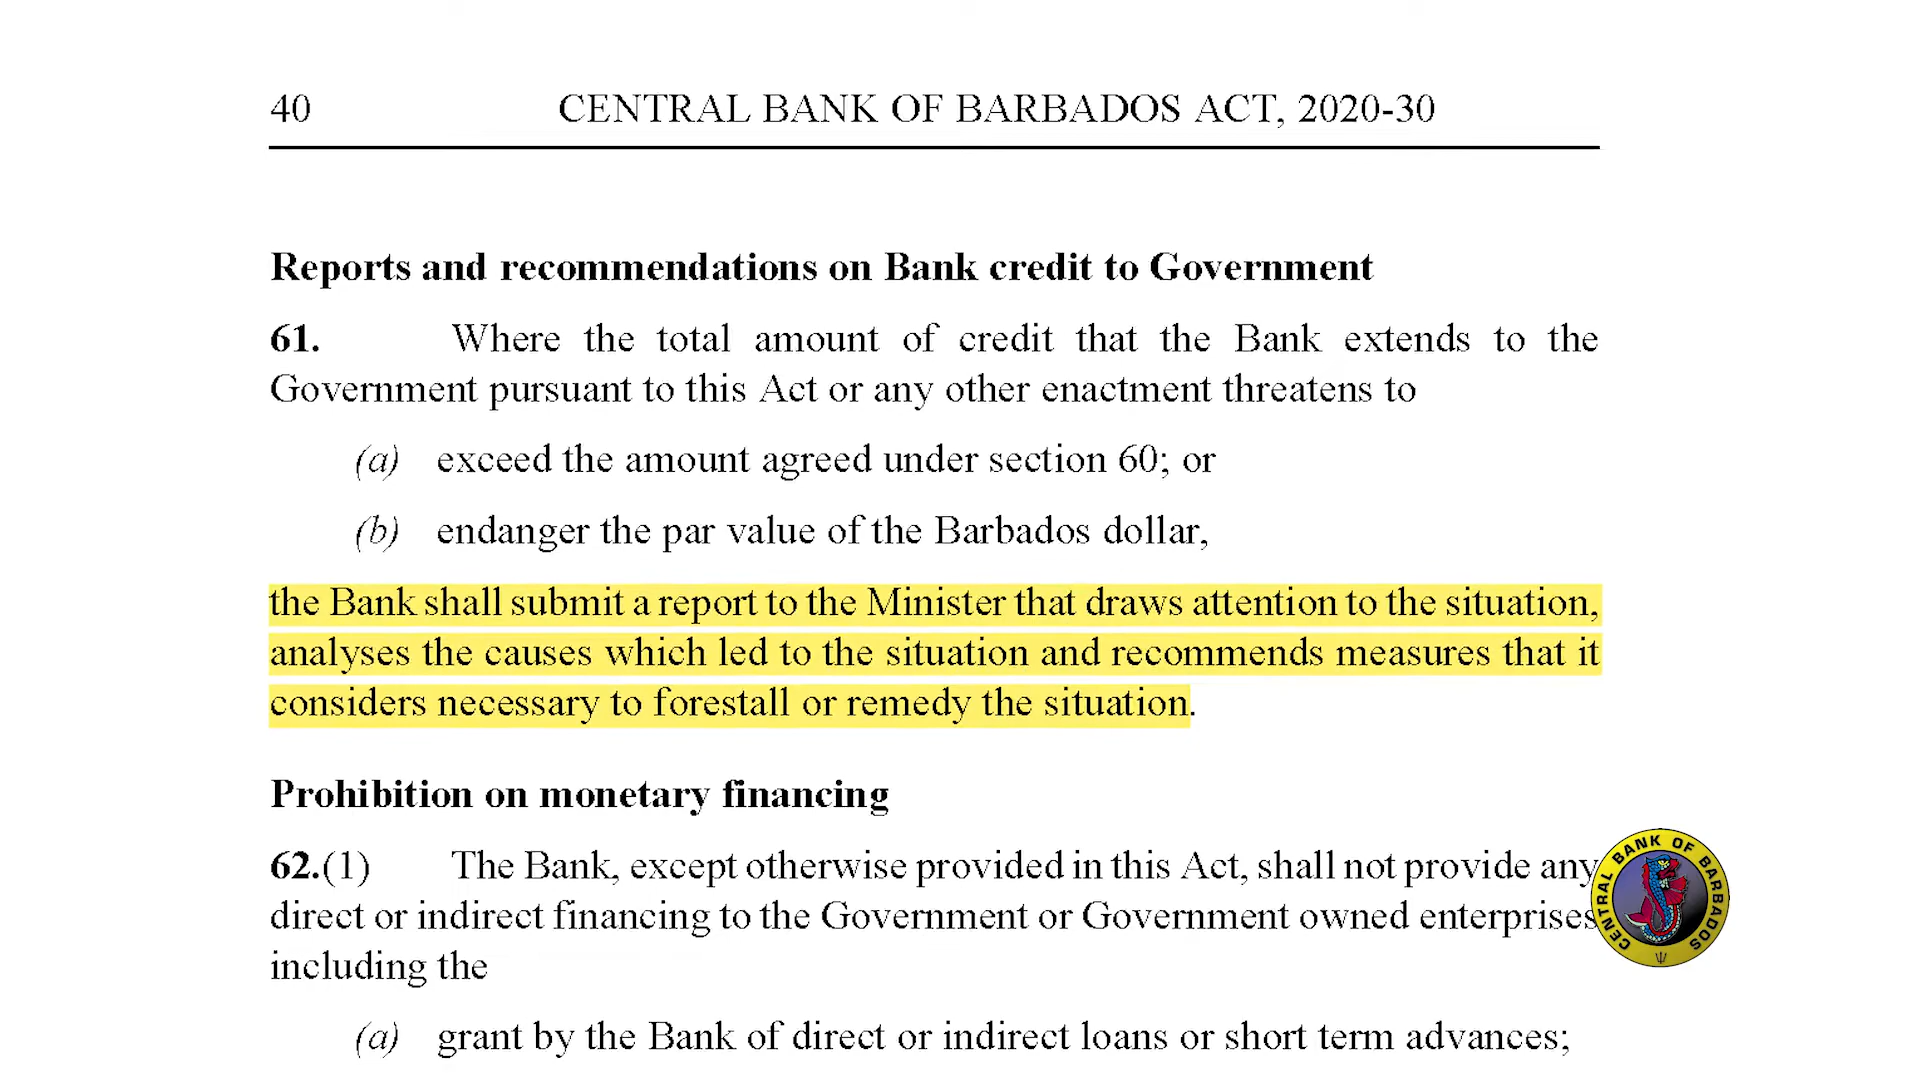 40 CENTRAL BANK OF BARBADOS ACT, 2020-30
Reports and recommendations on Bank credit to Government
61. Where the total amount of credit that the Bank extends to the
Government pursuant to this Act or any other enactment threatens to
(a) exceed the amount agreed under section 60; or
(b) endanger the par value of the Barbados dollar,
the Bank shall submit a report to the Minister that draws attention to the situation,
analyses the causes which led to the situation and recommends measures that it
considers necessary to forestall or remedy the situation.
Prohibition on monetary financing
62.(1) The Bank, except otherwise provided in this Act, shall not provide any
direct or indirect financing to the Government or Government owned enterprises
including the
(a) grant by the Bank of direct or indirect loans or short term advances;
CENTRAL BANK OF BARBADOS